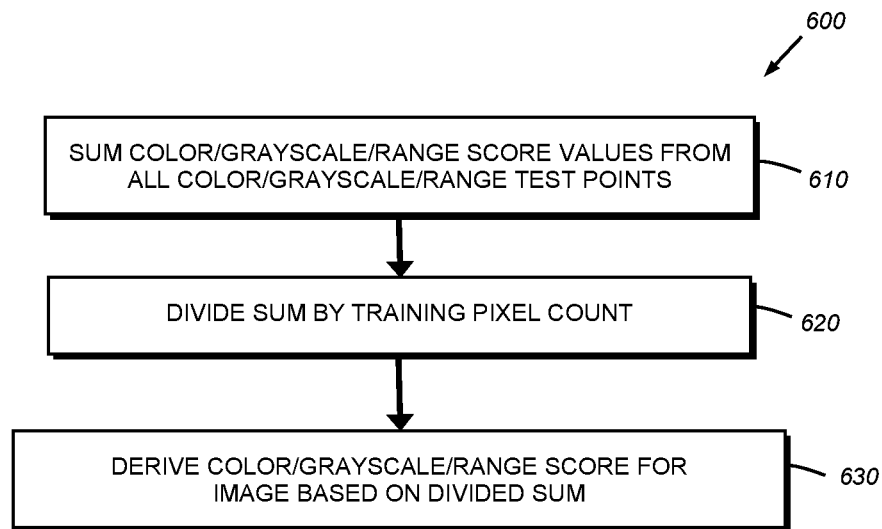 600
SUM COLOR/GRAYSCALE/RANGE SCORE VALUES FROM
ALL COLOR/GRAYSCALE/RANGE TEST POINTS
610
DIVIDE SUM BY TRAINING PIXEL COUNT
620
DERIVE COLOR/GRAYSCALE/RANGE SCORE FOR
IMAGE BASED ON DIVIDED SUM
630